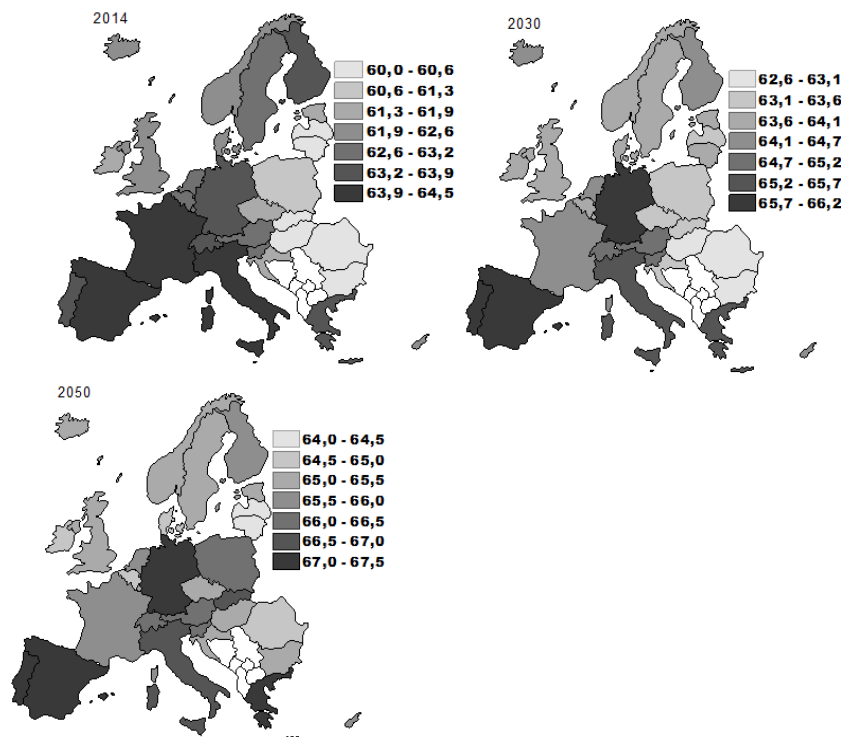 2014
60,0 - 60,6
60,6 - 61,3
61,3 - 61,9
61,9 - 62,6
62,6 - 63,2
63,2 - 63,9
63,9 - 64,5
2030
62,6 - 63,1
63,1 - 63,6
63,6 - 64,1
64,1 - 64,7
64,7 - 65,2
65,2 - 65,7
65,7 - 66,2
2050
64,0 - 64,5
64,5 - 65,0
65,0 - 65,5
65,5 - 66,0
66,0 - 66,5
66,5 - 67,0
67,0 - 67,5